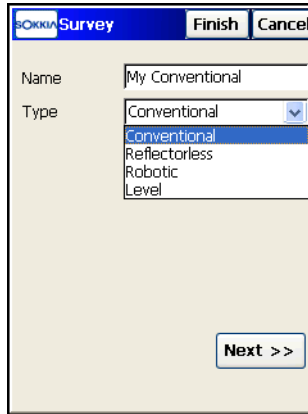 SOKKIA Survey Finish Cancel
Name My Conventional
Type Conventional
Conventional
Reflectorless
Robotic
Level
Next >>